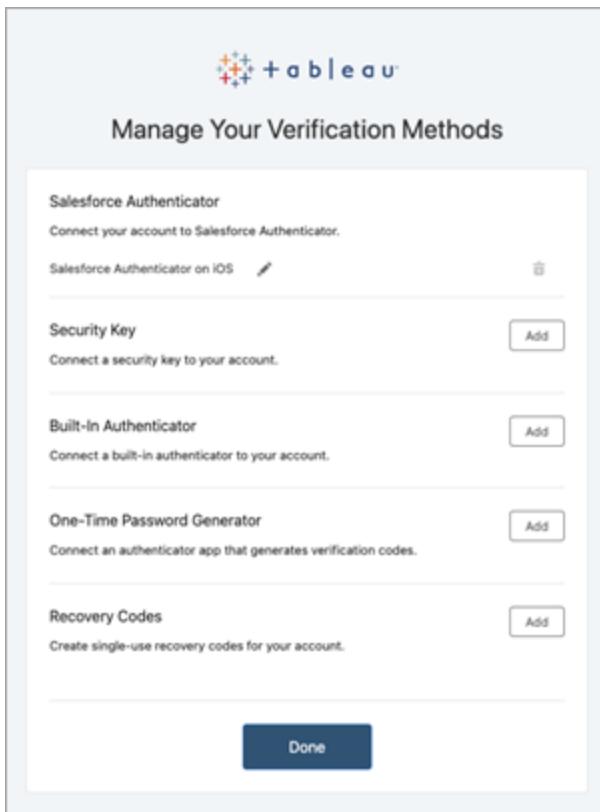 + a b l e a u
Manage Your Verification Methods
Salesforce Authenticator
Connect your account to Salesforce Authenticator.
Salesforce Authenticator on iOS
Security Key
Add
Connect a security key to your account.
Built-In Authenticator
Add
Connect a built-in authenticator to your account.
One-Time Password Generator
Add
Connect an authenticator app that generates verification codes.
Recovery Codes
Add
Create single-use recovery codes for your account.
Done